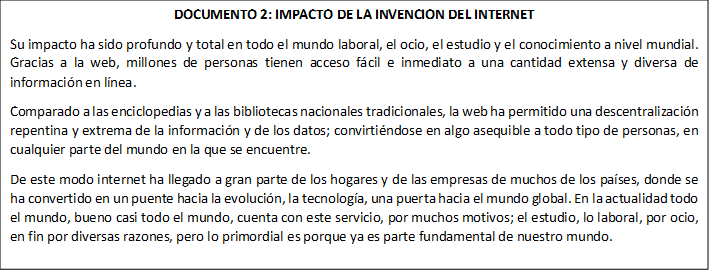 DOCUMENTO 2: IMPACTO DE LA INVENCION DEL INTERNET
Su impacto ha sido profundo y total en todo el mundo laboral, el ocio, el estudio y el conocimiento a nivel mundial.
Gracias a la web, millones de personas tienen acceso fácil e inmediato a una cantidad extensa y diversa de
información en línea.
Comparado a las enciclopedias y a las bibliotecas nacionales tradicionales, la web ha permitido una descentralización
repentina y extrema de la información y de los datos; convirtiéndose en algo asequible a todo tipo de personas, en
cualquier parte del mundo en la que se encuentre.
De este modo internet ha llegado a gran parte de los hogares y de las empresas de muchos de los países, donde se
ha convertido en un puente hacia la evolución, la tecnología, una puerta hacia el mundo global. En la actualidad todo
el mundo, bueno casi todo el mundo, cuenta con este servicio, por muchos motivos; el estudio, lo laboral, por ocio,
en fin por diversas razones, pero lo primordial es porque ya es parte fundamental de nuestro mundo.